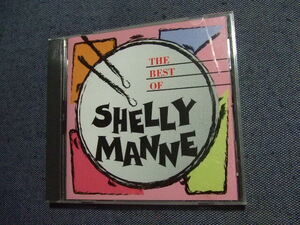 THE
BEST
OF
SHELLY
MANNE